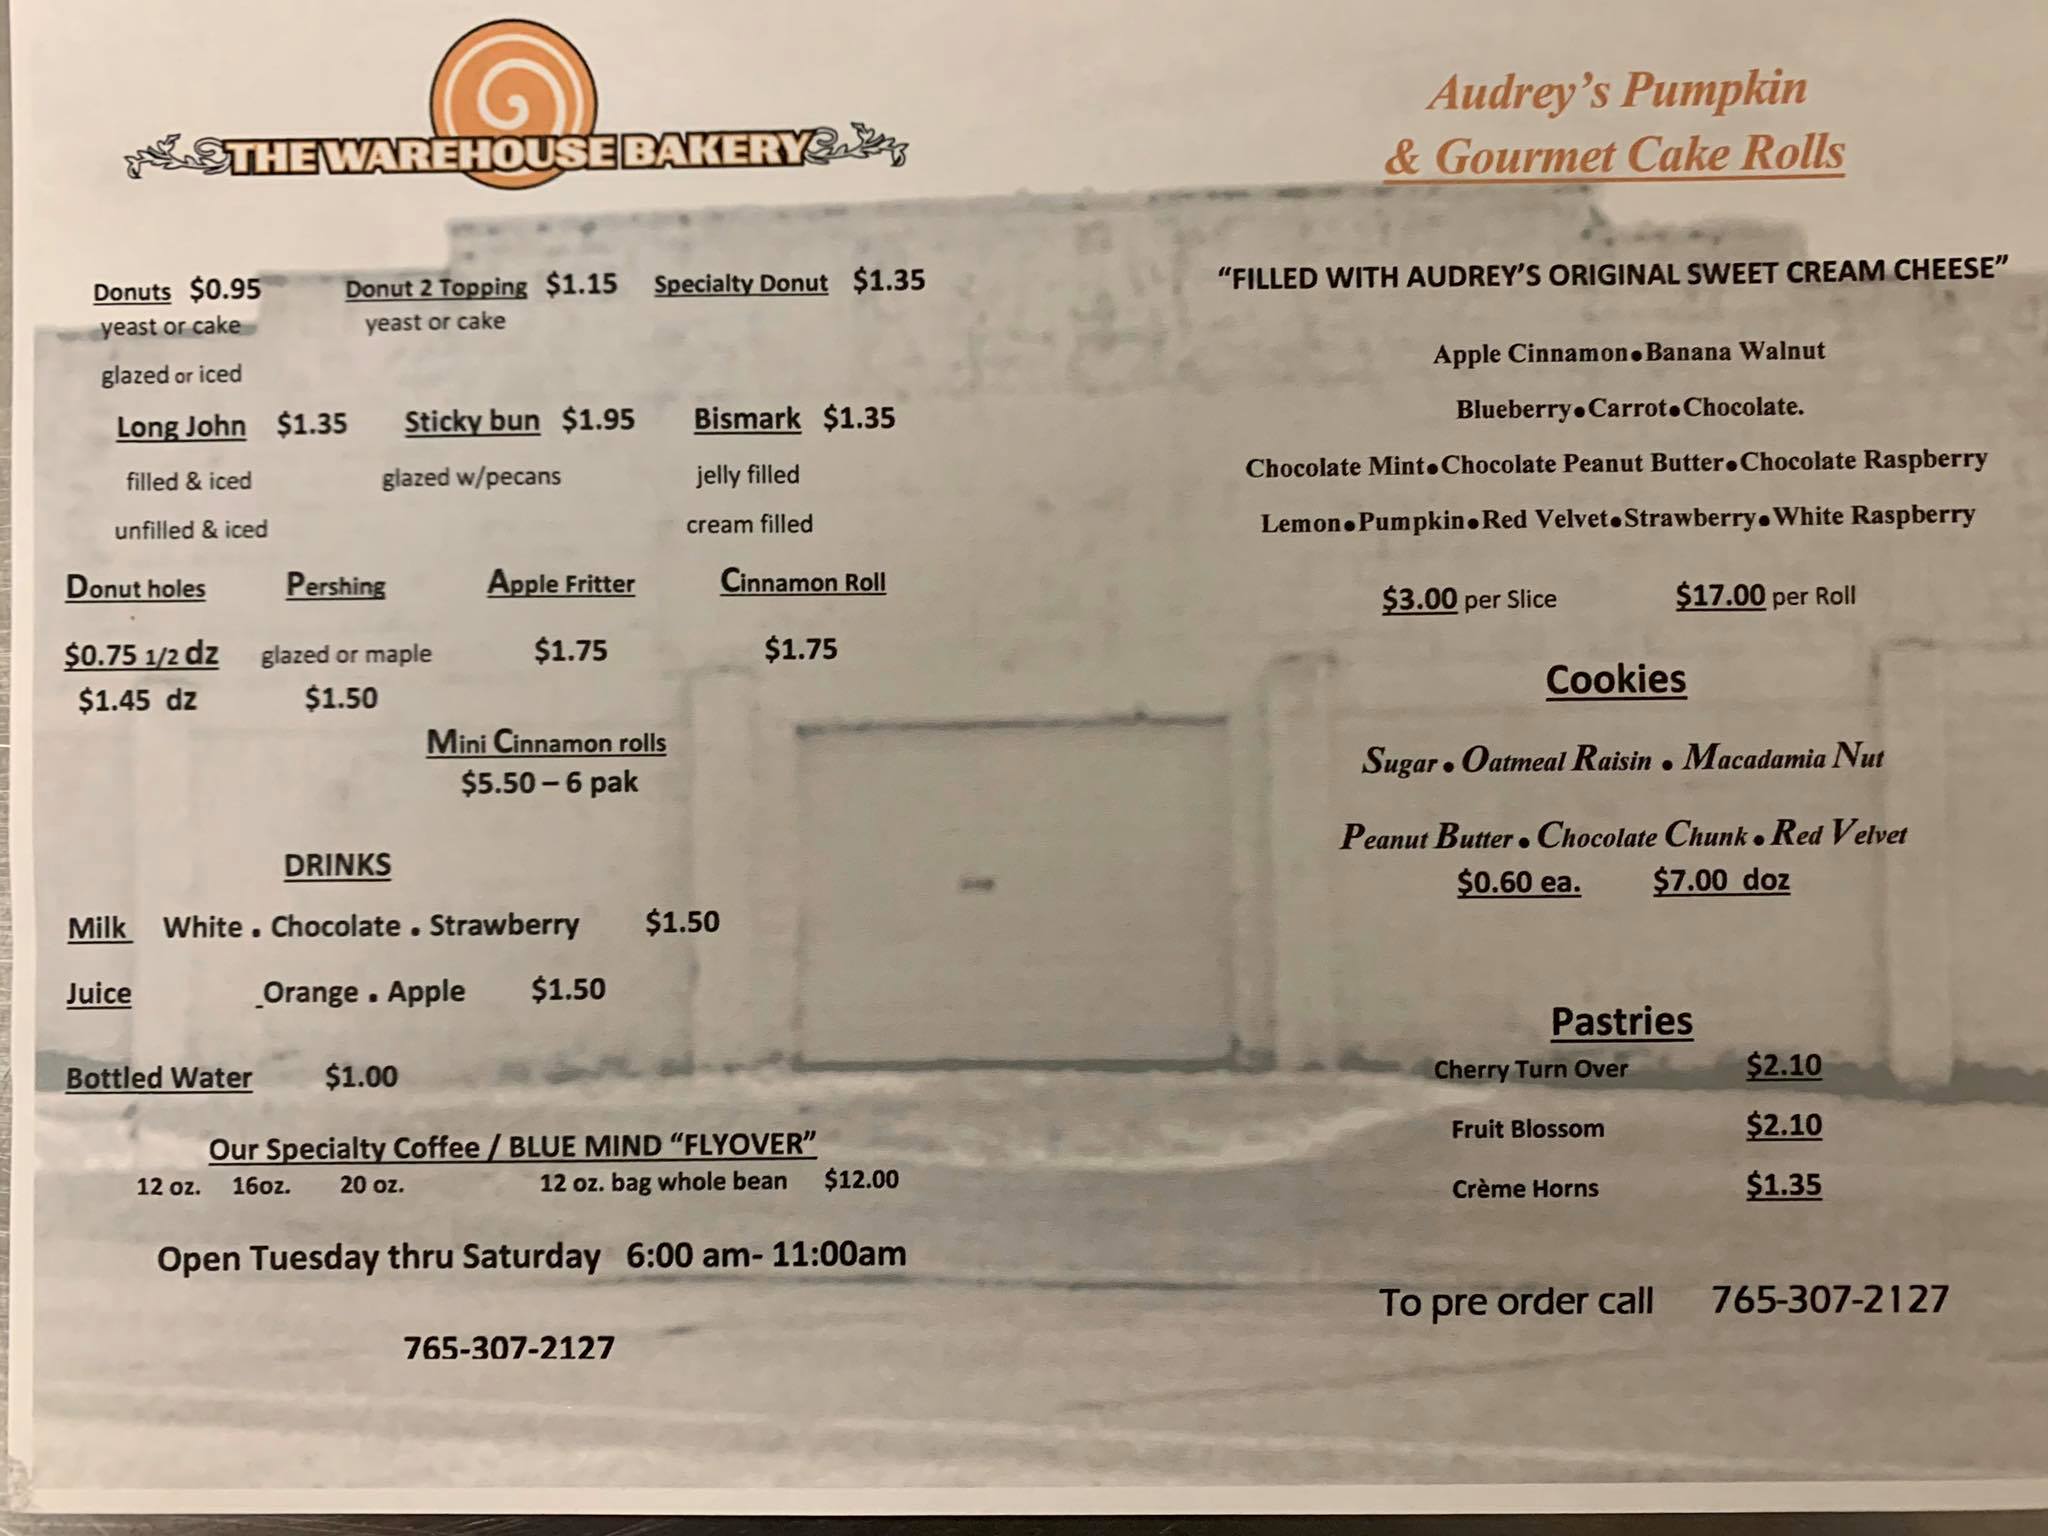 THE WAREHOUSE BAKERY
Donuts $0.95 Donut 2 Topping $1.15 Specialty Donut $1.35
yeast or cake yeast or cake
glazed or iced
Long John $1.35 Sticky bun $1.95 Bismark $1.35
filled & iced glazed w/pecans jelly filled
unfilled & iced cream filled
Donut holes Pershing Apple Fritter Cinnamon Roll
$0.75 1/2 dz glazed or maple $1.75 $1.75
$1.45 dz $1.50
Mini Cinnamon rolls
$5.50 – 6 pak
DRINKS
Milk White . Chocolate . Strawberry $1.50
Juice _Orange . Apple $1.50
Bottled Water $1.00
Our Specialty Coffee / BLUE MIND “FLYOVER”
12 oz. 16oz. 20 oz. 12 oz. bag whole bean $12.00
Open Tuesday thru Saturday 6:00 am- 11:00am
765-307-2127
Audrey’s Pumpkin
& Gourmet Cake Rolls
“FILLED WITH AUDREY’S ORIGINAL SWEET CREAM CHEESE”
Apple Cinnamon•Banana Walnut
Blueberry•Carrot•Chocolate.
Chocolate Mint•Chocolate Peanut Butter•Chocolate Raspberry
Lemon•Pumpkin•Red Velvet•Strawberry•White Raspberry
$3.00 per Slice $17.00 per Roll
Cookies
Sugar • Oatmeal Raisin • Macadamia Nut
Peanut Butter • Chocolate Chunk • Red Velvet
$0.60 ea. $7.00 doz
Pastries
Cherry Turn Over $2.10
Fruit Blossom $2.10
Crème Horns $1.35
To pre order call 765-307-2127